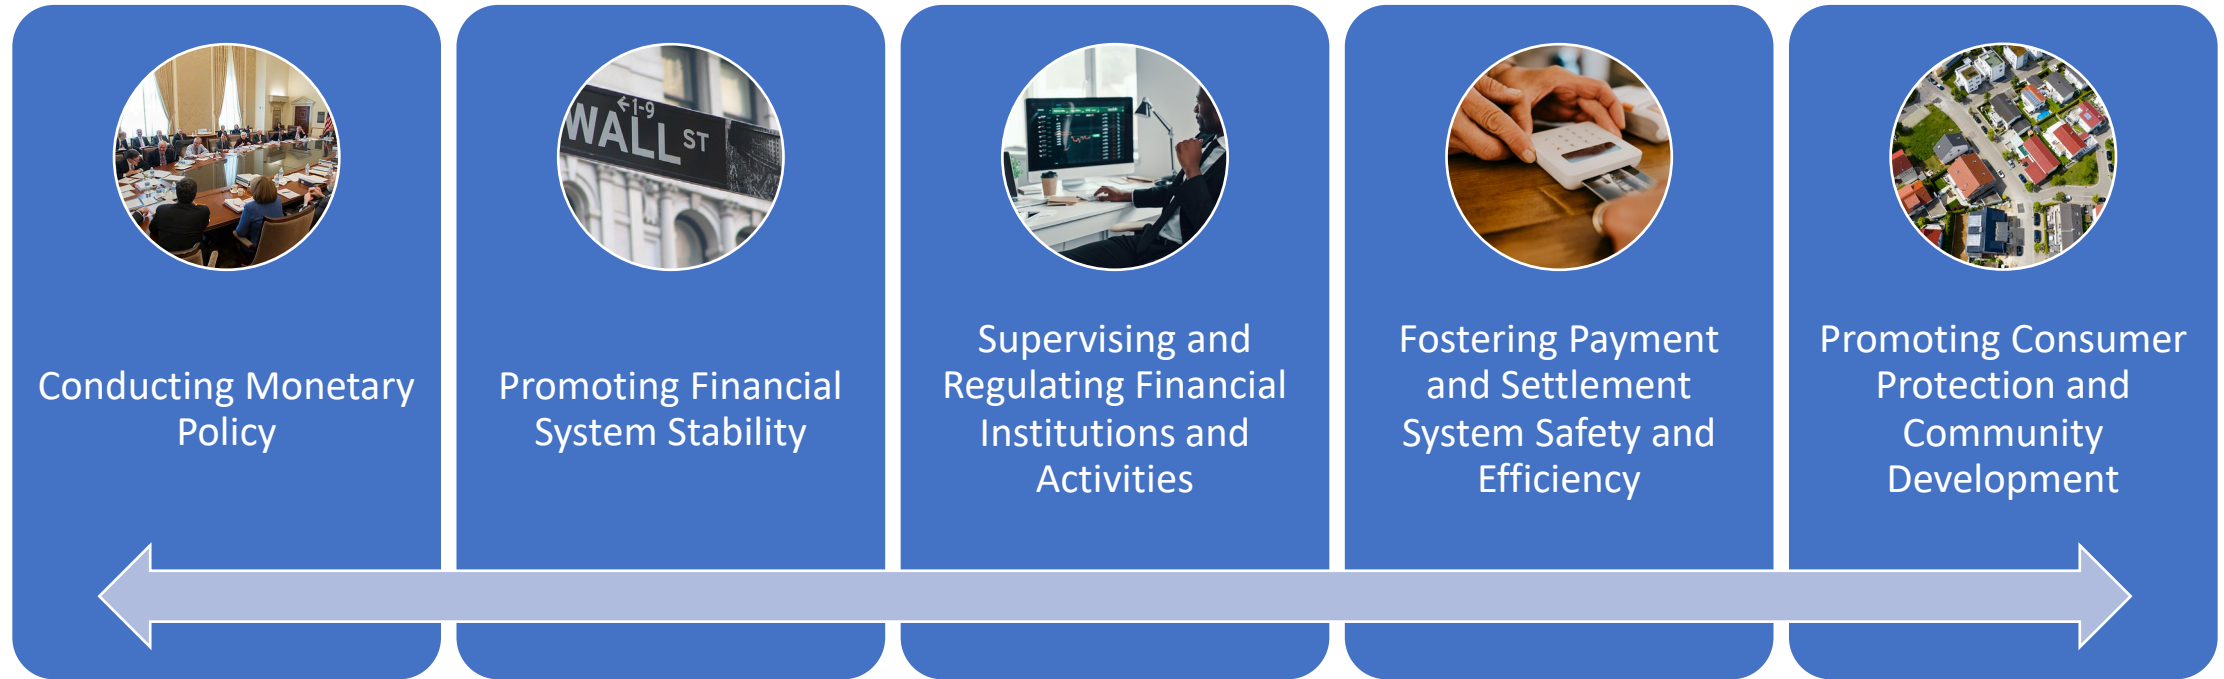 ←1-9
WALL ST
Conducting Monetary
Policy
Promoting Financial
System Stability
Supervising and
Regulating Financial
Institutions and
Activities
Fostering Payment
and Settlement
System Safety and
Efficiency
Promoting Consumer
Protection and
Community
Development